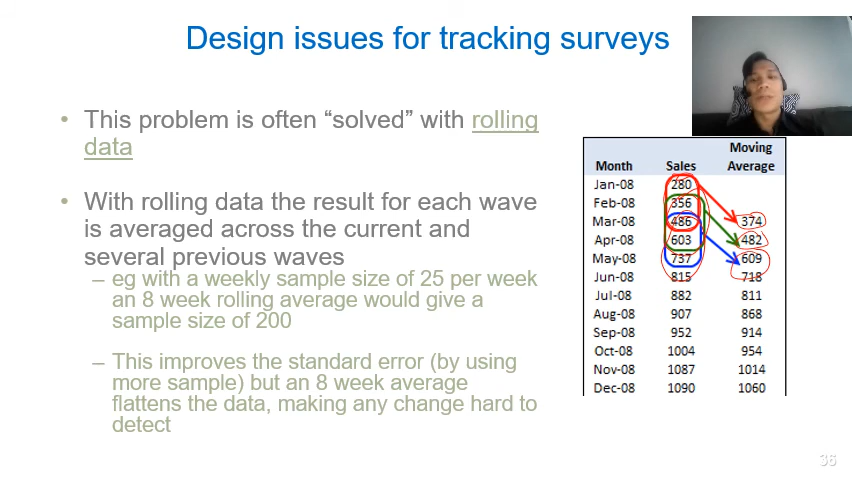 Design issues for tracking surveys
• This problem is often “solved” with rolling
data
• With rolling data the result for each wave
is averaged across the current and
several previous waves
– eg with a weekly sample size of 25 per week
an 8 week rolling average would give a
sample size of 200
– This improves the standard error (by using
more sample) but an 8 week average
flattens the data, making any change hard to
detect
Moving
Month Sales Average
Jan-08 280
Feb-08 356
Mar-08 486 374
Apr-08 603 482
May-08 737 609
Jun-08 815 718
Jul-08 882 811
Aug-08 907 868
Sep-08 952 914
Oct-08 1004 954
Nov-08 1087 1014
Dec-08 1090 1060
36